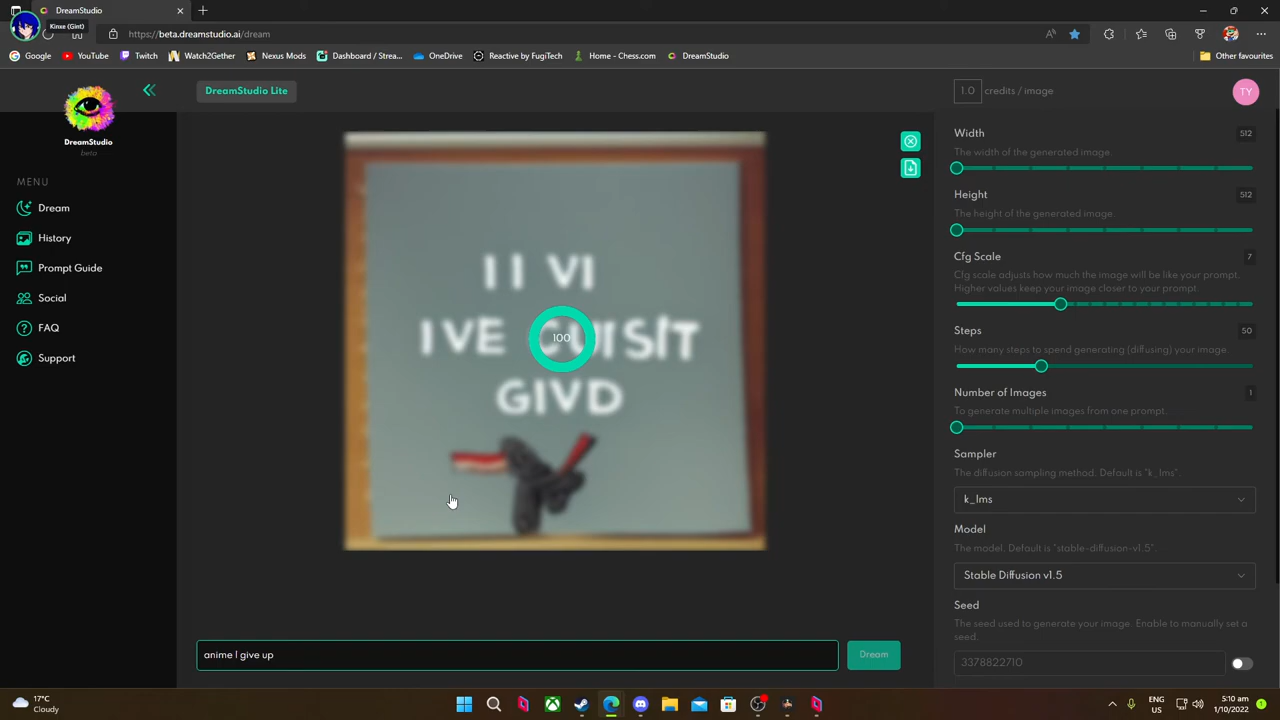 DreamStudio
Kinxe (Gint)
https://beta.dreamstudio.ai/dream
Google
YouTube
Twitch
Watch2Gether
Nexus Mods
Dashboard / Strea...
OneDrive
Reactive by FugiTech
Home - Chess.com
DreamStudio
Other favourites
DreamStudio
beta
MENU
Dream
History
Prompt Guide
Social
FAQ
Support
DreamStudio Lite
I I VI
IVE CUISIT
100
GIVD
anime I give up
Dream
1.0 credits / image
TY
Width 512
The width of the generated image.
Height 512
The height of the generated image.
Cfg Scale 7
Cfg scale adjusts how much the image will be like your prompt.
Higher values keep your image closer to your prompt.
Steps 50
How many steps to spend generating (diffusing) your image.
Number of Images 1
To generate multiple images from one prompt.
Sampler
The diffusion sampling method. Default is "k_lms".
k_lms
Model
The model. Default is "stable-diffusion-v1.5".
Stable Diffusion v1.5
Seed
The seed used to generate your image. Enable to manually set a
seed.
3378822710
17°C
Cloudy
ENG
US
5:10 am
1/10/2022
1